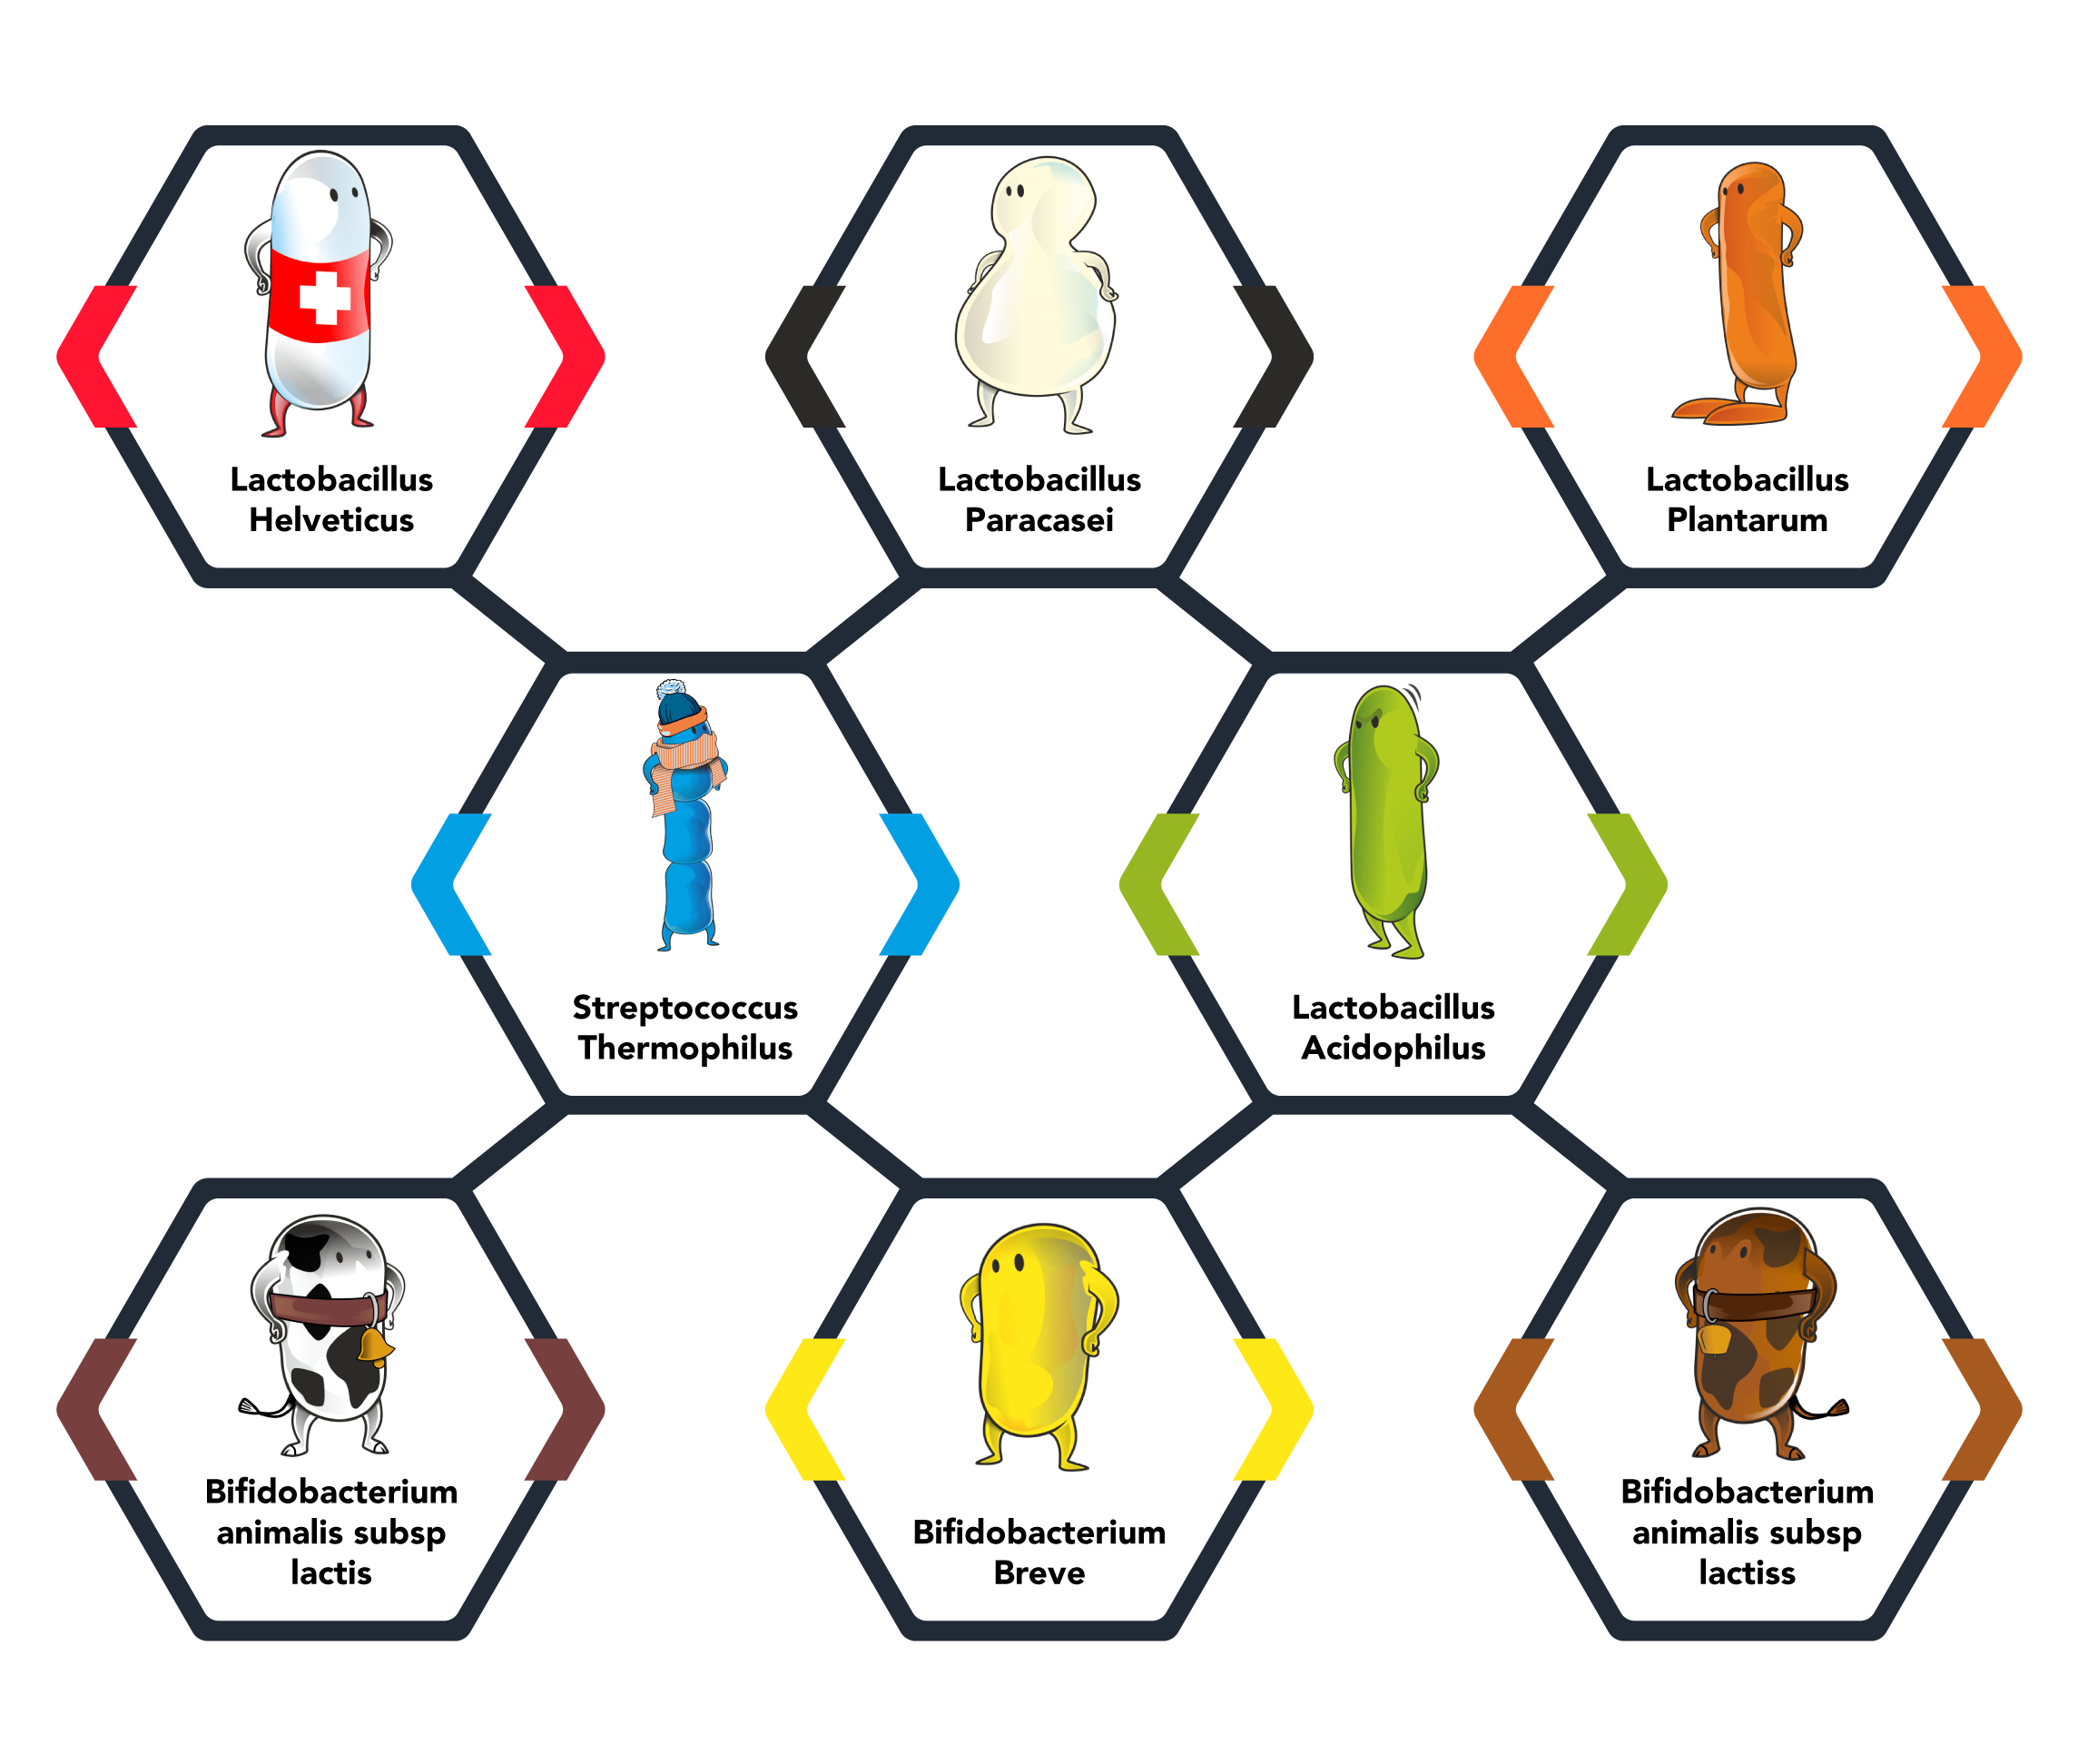 Lactobacillus
Helveticus
Lactobacillus
Paracasei
Lactobacillus
Plantarum
Streptococcus
Thermophilus
Lactobacillus
Acidophilus
Bifidobacterium
animalis subsp
lactis
Bifidobacterium
Breve
Bifidobacterium
animalis subsp
lactiss